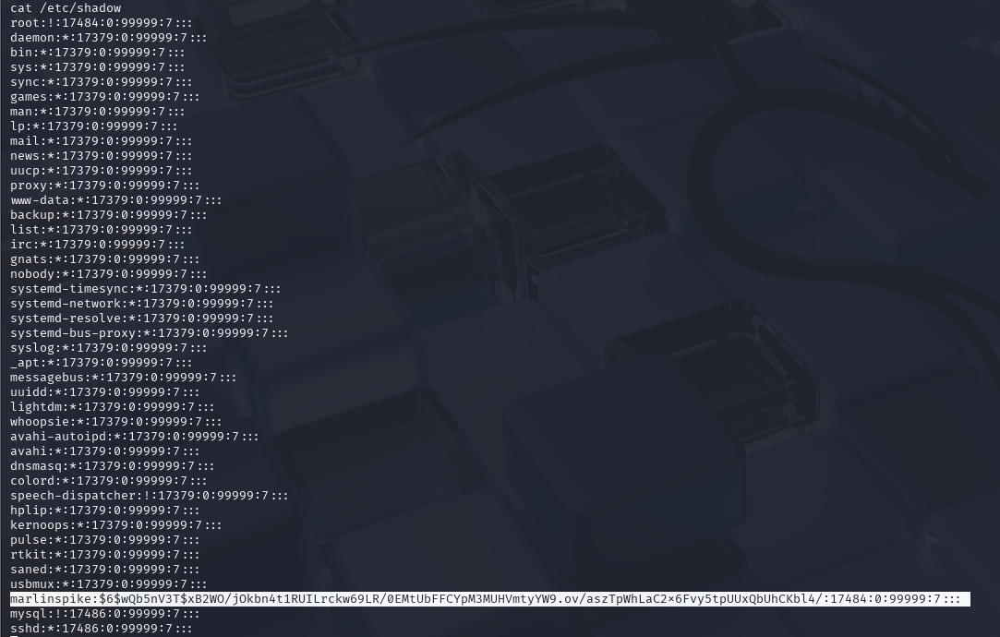 cat /etc/shadow
root:!:17484:0:99999:7:::
daemon:*:17379:0:99999:7:::
bin:*:17379:0:99999:7:::
sys:*:17379:0:99999:7:::
sync:*:17379:0:99999:7:::
games:*:17379:0:99999:7:::
man:*:17379:0:99999:7:::
lp:*:17379:0:99999:7:::
mail:*:17379:0:99999:7:::
news:*:17379:0:99999:7:::
uucp:*:17379:0:99999:7:::
proxy:*:17379:0:99999:7:::
www-data:*:17379:0:99999:7:::
backup:*:17379:0:99999:7:::
list:*:17379:0:99999:7:::
irc:*:17379:0:99999:7:::
gnats:*:17379:0:99999:7:::
nobody:*:17379:0:99999:7:::
systemd-timesync:*:17379:0:99999:7:::
systemd-network:*:17379:0:99999:7:::
systemd-resolve:*:17379:0:99999:7:::
systemd-bus-proxy:*:17379:0:99999:7:::
syslog:*:17379:0:99999:7:::
_apt:*:17379:0:99999:7:::
messagebus:*:17379:0:99999:7:::
uuidd:*:17379:0:99999:7:::
lightdm:*:17379:0:99999:7:::
whoopsie:*:17379:0:99999:7:::
avahi-autoipd:*:17379:0:99999:7:::
avahi:*:17379:0:99999:7:::
dnsmasq:*:17379:0:99999:7:::
colord:*:17379:0:99999:7:::
speech-dispatcher:!:17379:0:99999:7:::
hplip:*:17379:0:99999:7:::
kernoops:*:17379:0:99999:7:::
pulse:*:17379:0:99999:7:::
rtkit:*:17379:0:99999:7:::
saned:*:17379:0:99999:7:::
usbmux:*:17379:0:99999:7:::
marlinspike:$6$wQb5nV3T$xB2WO/jOkbn4t1RUILrckw69LR/0EMtUbFFCYpM3MUHVmtyYW9.ov/aszTpWhLaC2x6Fvy5tpUUxQbUhCKbl4/:17484:0:99999:7:::
mysql:!:17486:0:99999:7:::
sshd:*:17486:0:99999:7:::